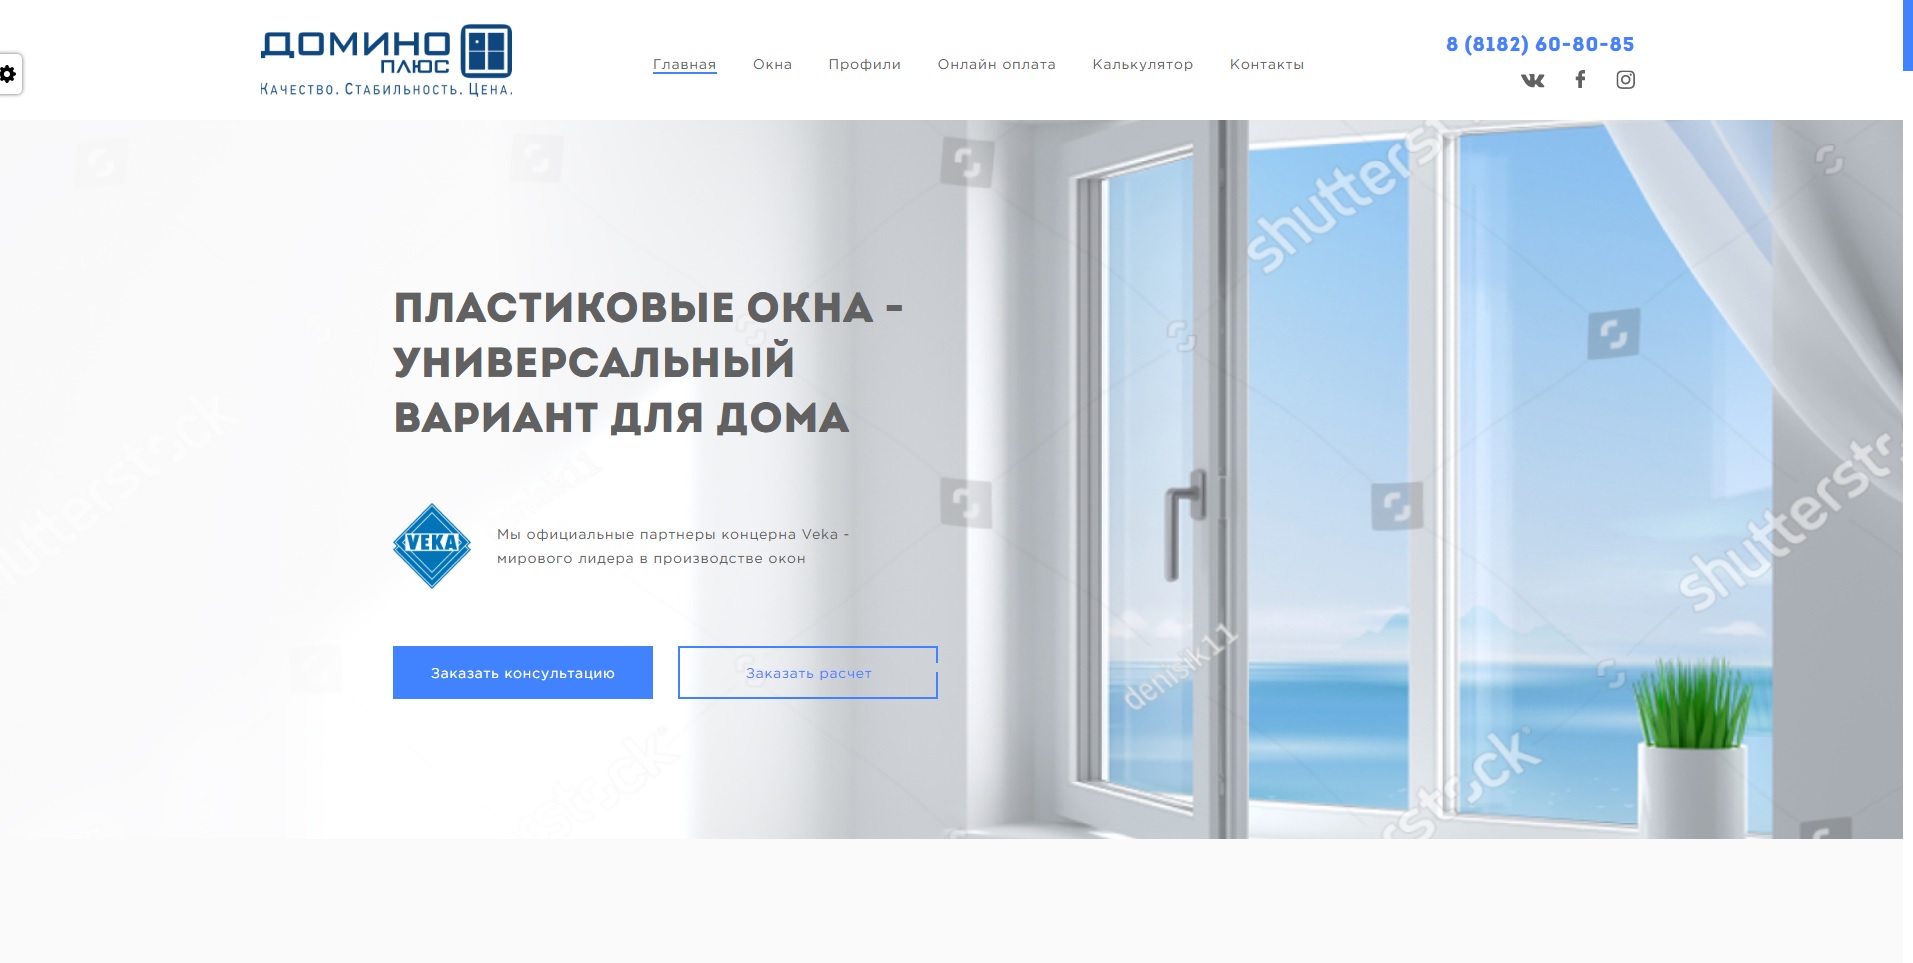 ДОМИНО
ПЛЮС
Качество. Стабильность. Цена.
Главная
Окна
Профили
Онлайн оплата
Калькулятор
Контакты
8 (8182) 60-80-85
ПЛАСТИКОВЫЕ ОКНА –
УНИВЕРСАЛЬНЫЙ
ВАРИАНТ ДЛЯ ДОМА
VEKA
Мы официальные партнеры концерна Veka -
мирового лидера в производстве окон
Заказать консультацию
Заказать расчет
shutterstock
shutterstock
shutterstock
denisik11
shutterstock
shutterstock